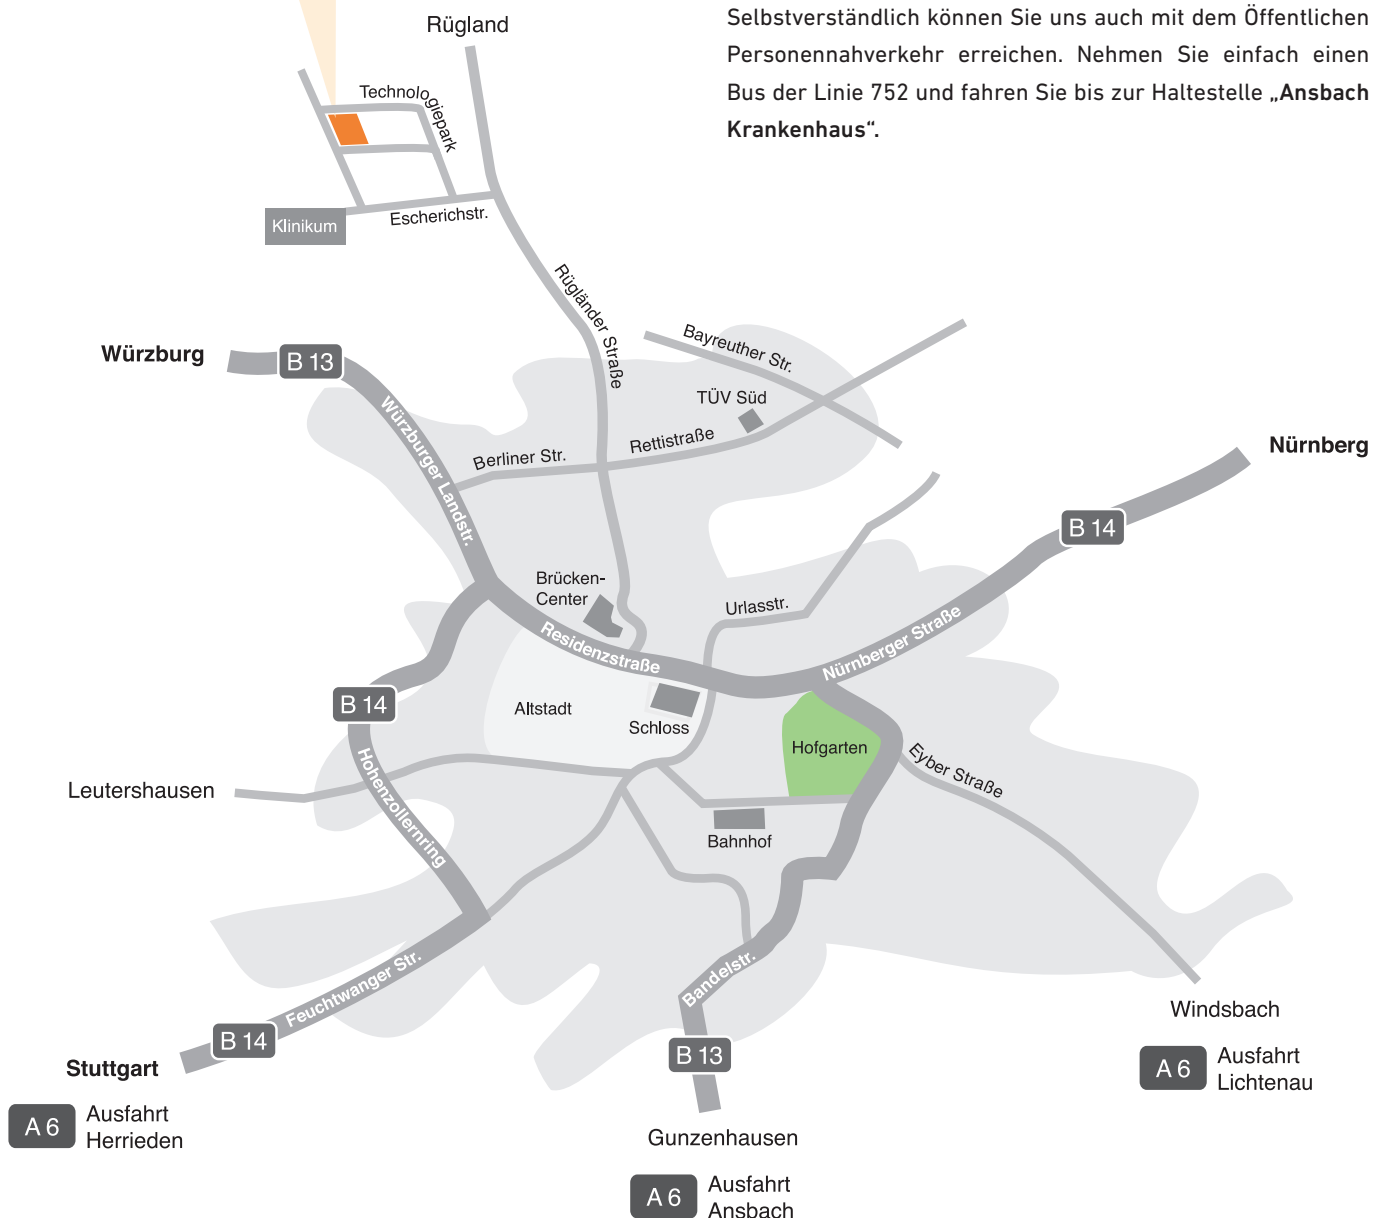 Selbstverständlich können Sie uns auch mit dem Öffentlichen
Personennahverkehr erreichen. Nehmen Sie einfach einen
Bus der Linie 752 und fahren Sie bis zur Haltestelle „Ansbach
Krankenhaus“.
Rügland
Technologiepark
Klinikum
Escherichstr.
Rügländer Straße
Bayreuther Str.
Würzburg
B 13
TÜV Süd
Würzburger Landstr.
Rettistraße
Berliner Str.
Nürnberg
B 14
Brücken-
Center
Urlasstr.
Residenzstraße
Nürnberger Straße
B 14
Altstadt
Schloss
Hofgarten
Eyber Straße
Leutershausen
Hohenzollernring
Bahnhof
Feuchtwanger Str.
Bandelstr.
Windsbach
B 14
B 13
Stuttgart
A 6
Ausfahrt
Lichtenau
A 6
Ausfahrt
Herrieden
Gunzenhausen
A 6
Ausfahrt
Ansbach